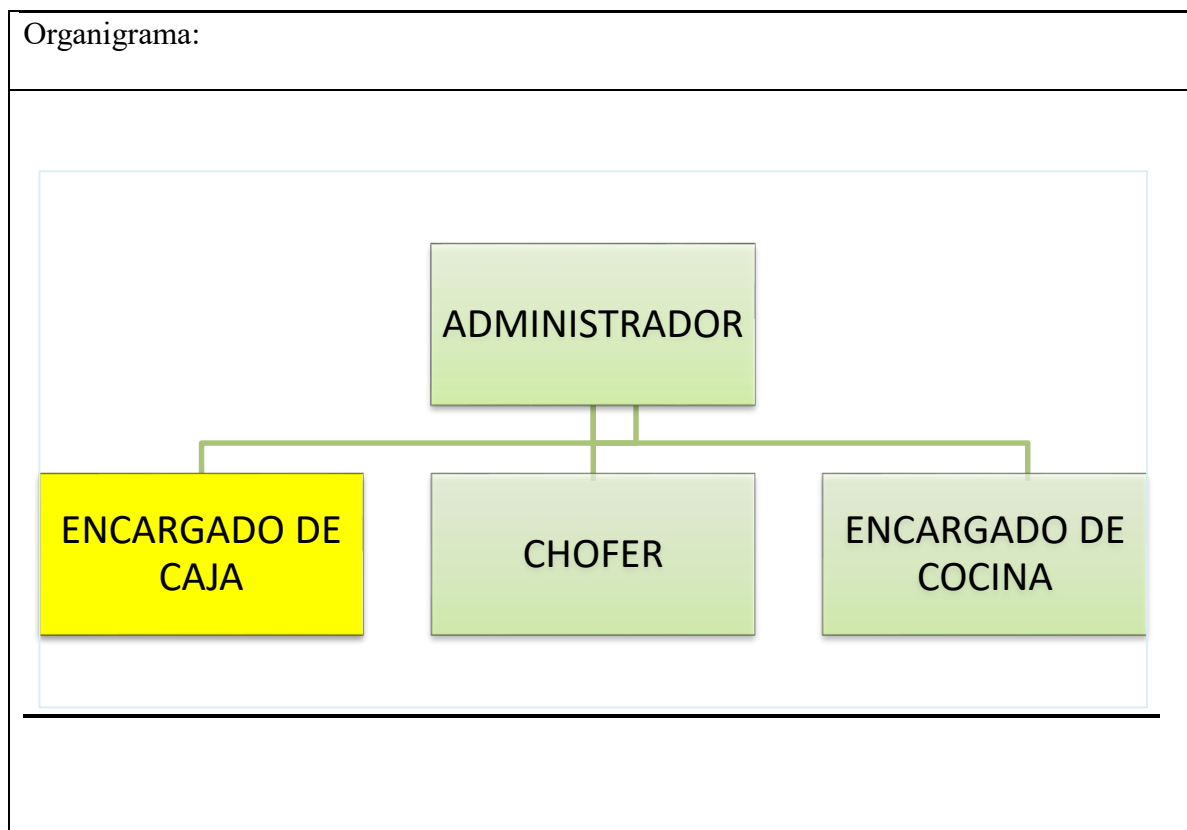 Organigrama:
ADMINISTRADOR
ENCARGADO DE
CAJA
CHOFER
ENCARGADO DE
COCINA